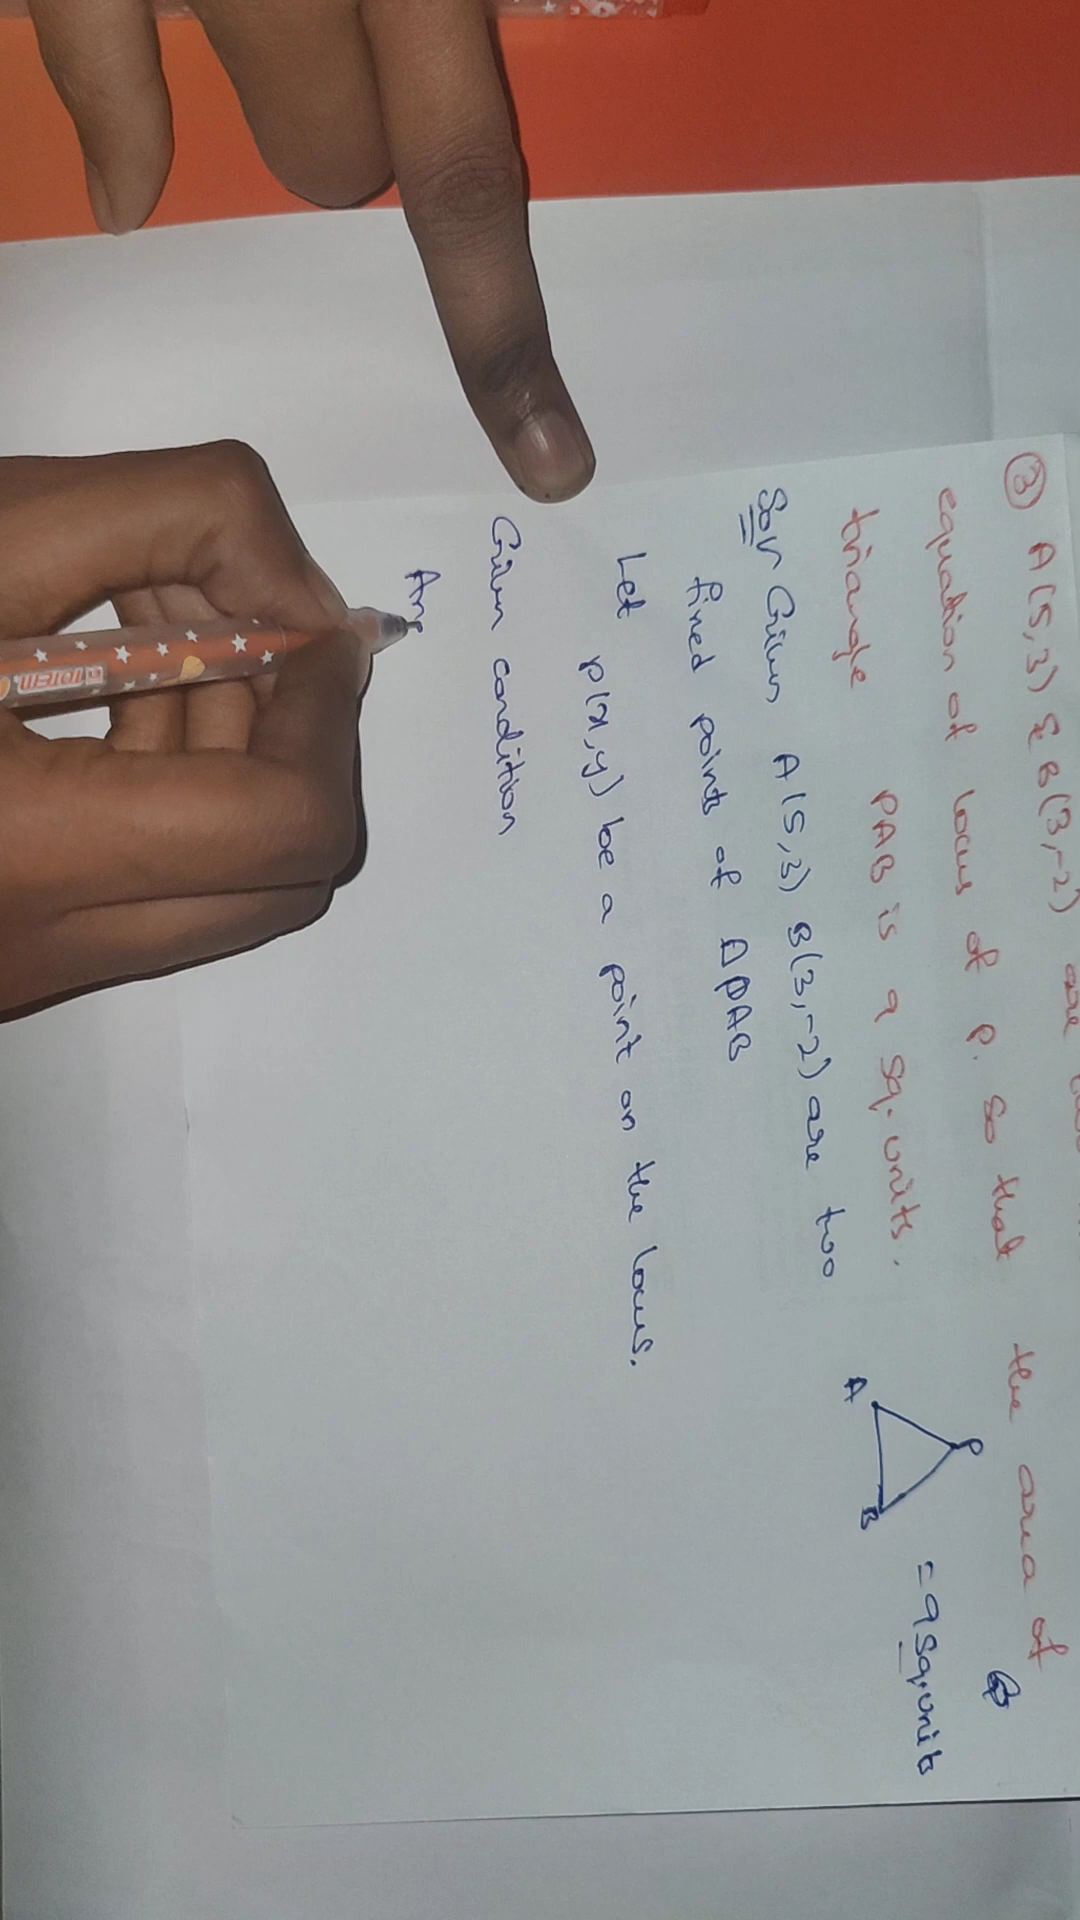 ③ A(5,3) & B(3,-2) are
equation of locus of P. so that the area of
triangle PAB is 9 sq. units.
Sol Given A(5,3) B(3,-2) are two
fixed points of Δ PAB
Let P(x,y) be a point on the locus.
Given condition
Are
P
A B
= 9 sq.units
TOTEM